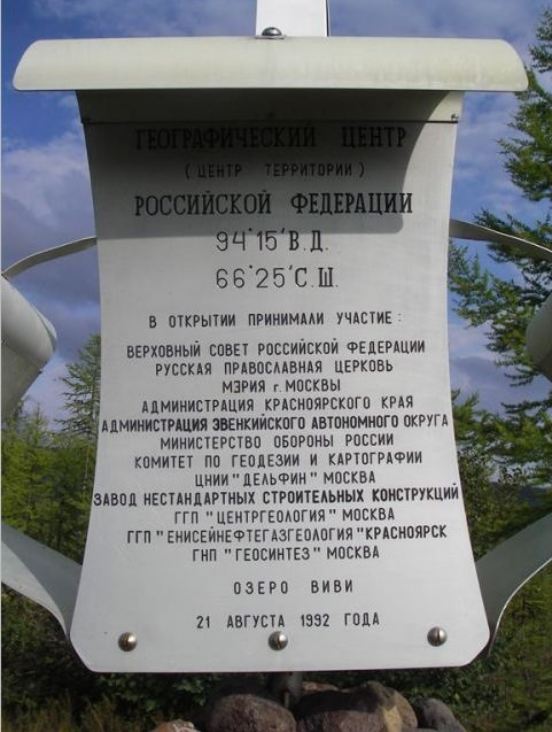 ГЕОГРАФИЧЕСКИЙ ЦЕНТР
(ЦЕНТР ТЕРРИТОРИИ)
РОССИЙСКОЙ ФЕДЕРАЦИИ
94°15'В.Д.
66°25'С.Ш.
В ОТКРЫТИИ ПРИНИМАЛИ УЧАСТИЕ:
ВЕРХОВНЫЙ СОВЕТ РОССИЙСКОЙ ФЕДЕРАЦИИ
РУССКАЯ ПРАВОСЛАВНАЯ ЦЕРКОВЬ
МЭРИЯ г. МОСКВЫ
АДМИНИСТРАЦИЯ КРАСНОЯРСКОГО КРАЯ
АДМИНИСТРАЦИЯ ЭВЕНКИЙСКОГО АВТОНОМНОГО ОКРУГА
МИНИСТЕРСТВО ОБОРОНЫ РОССИИ
КОМИТЕТ ПО ГЕОДЕЗИИ И КАРТОГРАФИИ
ЦНИИ "ДЕЛЬФИН" МОСКВА
ЗАВОД НЕСТАНДАРТНЫХ СТРОИТЕЛЬНЫХ КОНСТРУКЦИЙ
ГГП "ЦЕНТРГЕОЛОГИЯ" МОСКВА
ГГП "ЕНИСЕЙНЕФТЕГАЗГЕОЛОГИЯ" КРАСНОЯРСК
ГНП "ГЕОСИНТЕЗ" МОСКВА
ОЗЕРО ВИВИ
21 АВГУСТА 1992 ГОДА